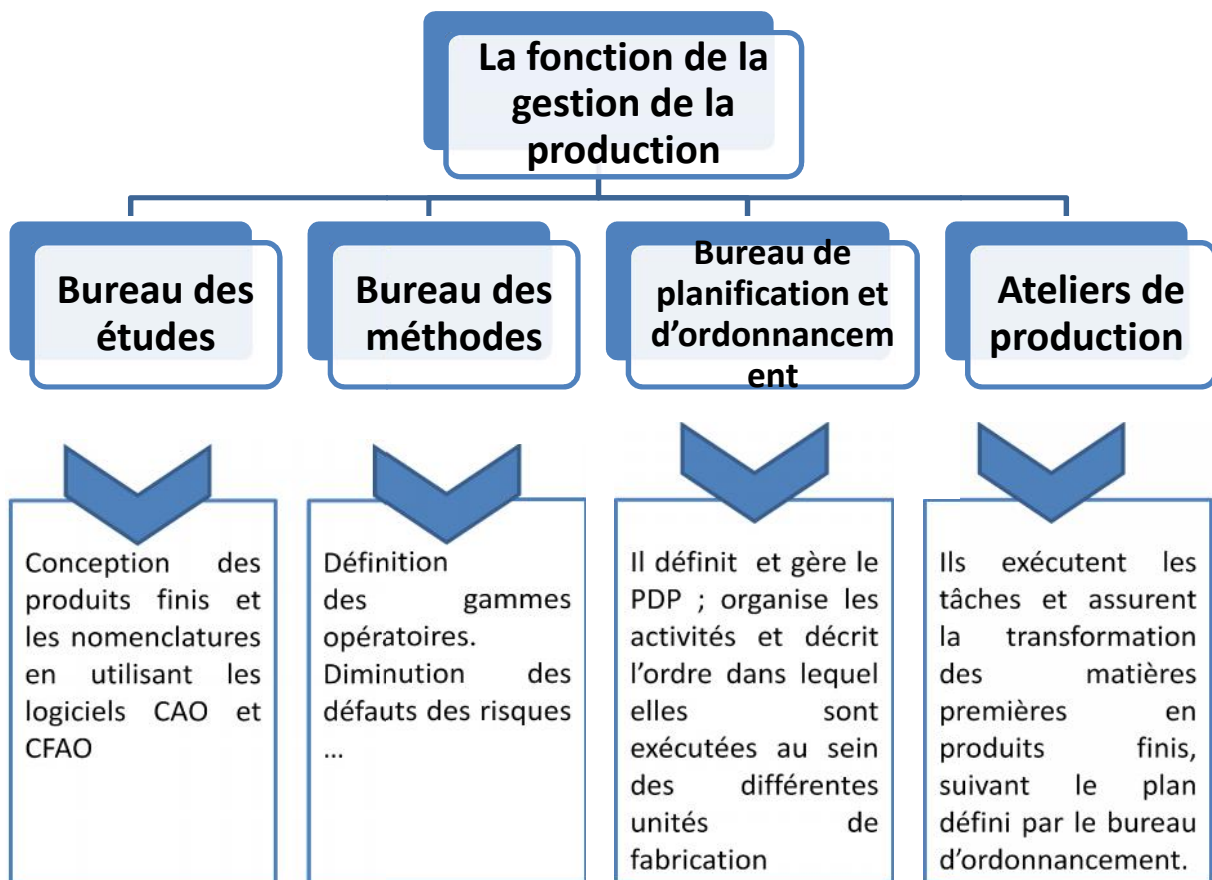 La fonction de la
gestion de la
production
Bureau des
études
Bureau des
méthodes
Bureau de
planification et
d’ordonnancem
ent
Ateliers de
production
Conception des
produits finis et
les nomenclatures
en utilisant les
logiciels CAO et
CFAO
Définition
des gammes
opératoires.
Diminution des
défauts des risques
...
Il définit et gère le
PDP ; organise les
activités et décrit
l’ordre dans lequel
elles sont
exécutées au sein
des différentes
unités de
fabrication
Ils exécutent les
tâches et assurent
la transformation
des matières
premières en
produits finis,
suivant le plan
défini par le bureau
d’ordonnancement.